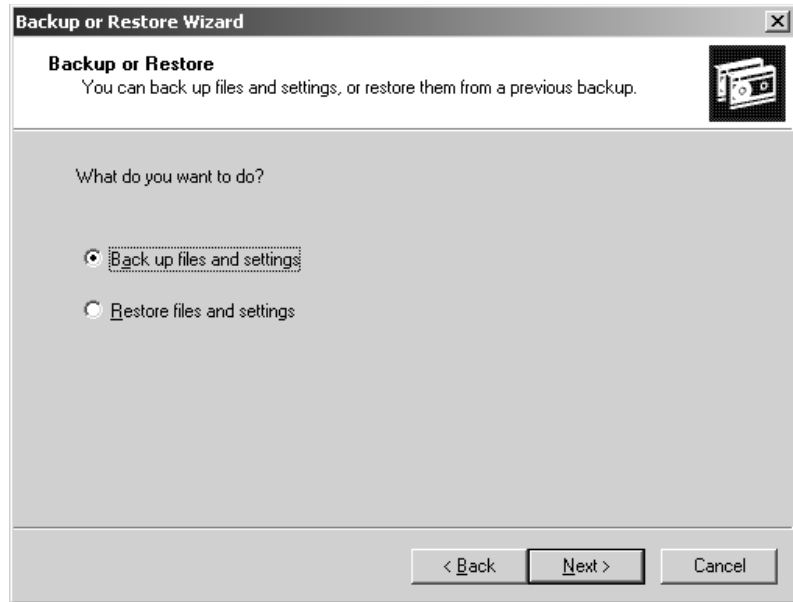 Backup or Restore Wizard
Backup or Restore
You can back up files and settings, or restore them from a previous backup.
What do you want to do?
Back up files and settings
Restore files and settings
< Back Next > Cancel